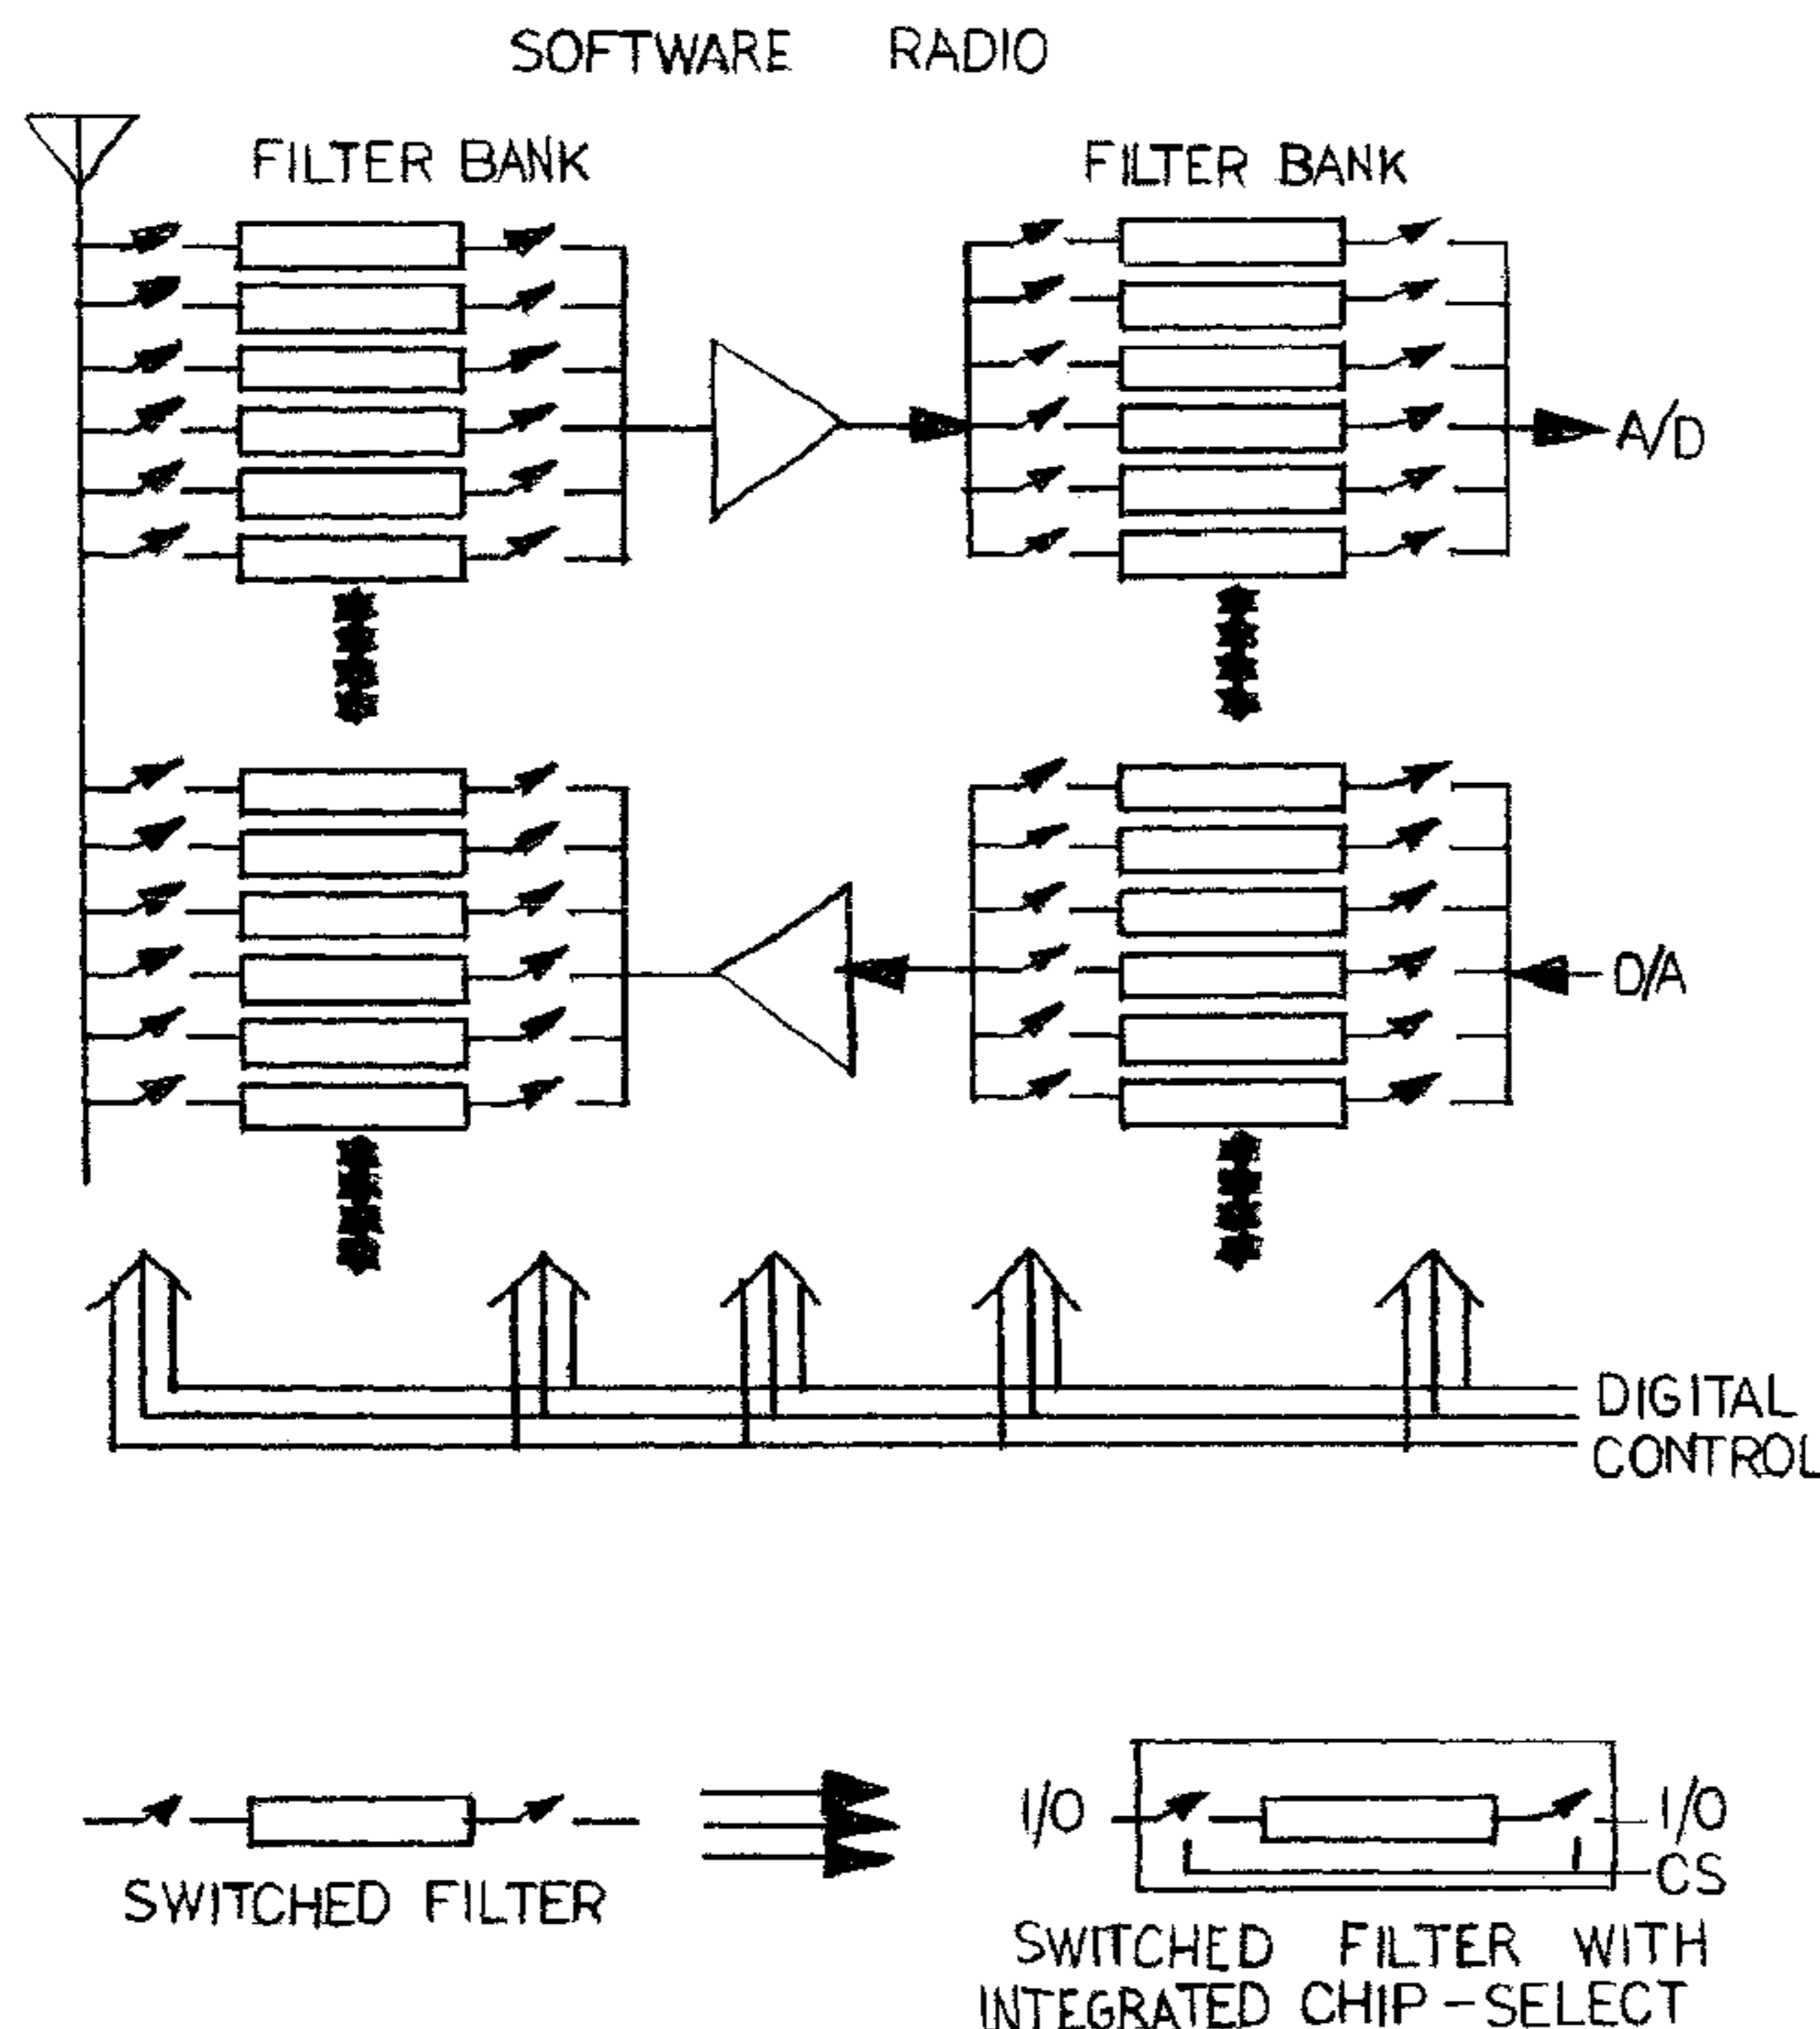 SOFTWARE RADIO
FILTER BANK
FILTER BANK
A/D
D/A
DIGITAL
CONTROL
I/O
I/O
CS
SWITCHED FILTER
SWITCHED FILTER WITH
INTEGRATED CHIP-SELECT